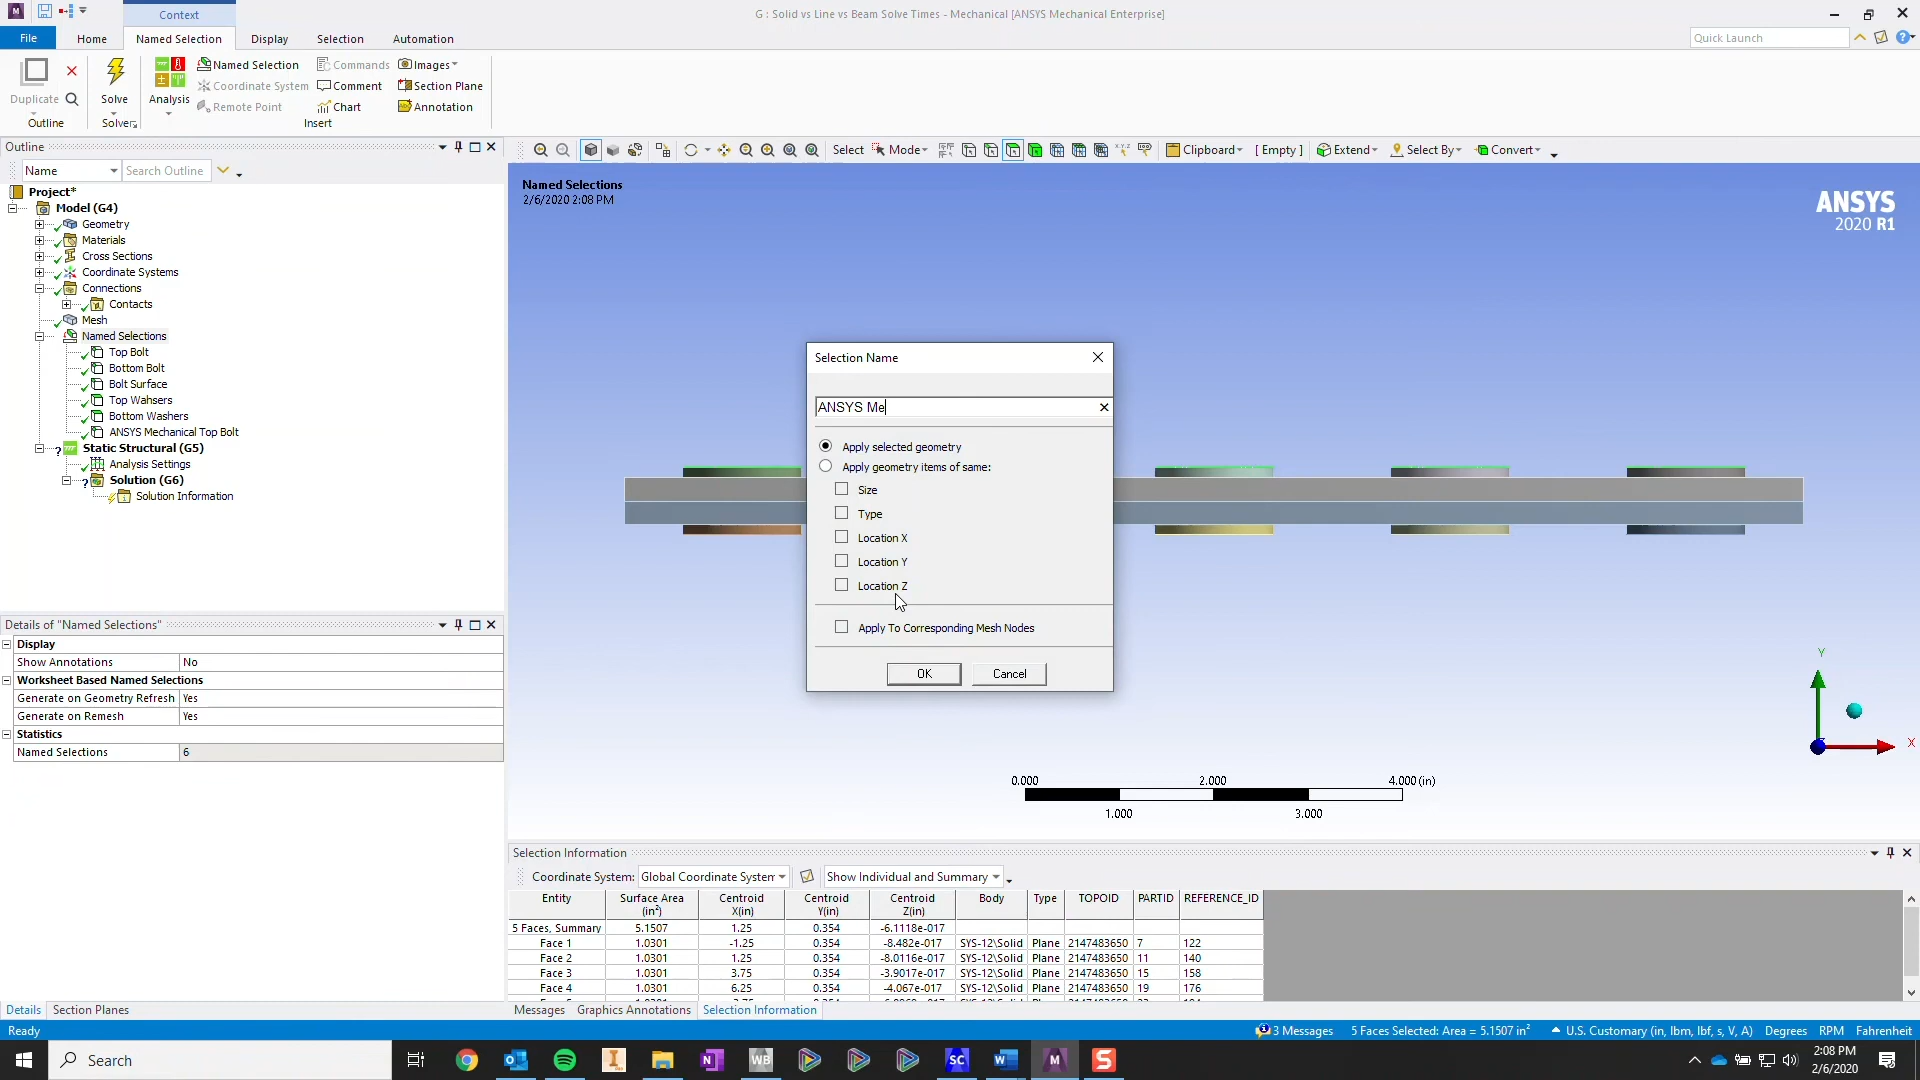 Context
G : Solid vs Line vs Beam Solve Times - Mechanical [ANSYS Mechanical Enterprise]
File Home Named Selection Display Selection Automation
Quick Launch
Named Selection Commands Images
Coordinate System Comment Section Plane
Duplicate Solve Analysis Remote Point Chart Annotation
Outline Solver Insert
Outline
Name Search Outline
Select Mode Clipboard [ Empty ] Extend Select By Convert
Project*
Model (G4)
Geometry
Materials
Cross Sections
Coordinate Systems
Connections
Contacts
Mesh
Named Selections
Top Bolt
Bottom Bolt
Bolt Surface
Top Wahsers
Bottom Washers
ANSYS Mechanical Top Bolt
Static Structural (G5)
Analysis Settings
Solution (G6)
Solution Information
Named Selections
2/6/2020 2:08 PM
ANSYS
2020 R1
Selection Name
ANSYS Me
Apply selected geometry
Apply geometry items of same:
Size
Type
Location X
Location Y
Location Z
Apply To Corresponding Mesh Nodes
OK Cancel
Y
X
0.000 2.000 4.000 (in)
1.000 3.000
Details of "Named Selections"
Display
Show Annotations No
Worksheet Based Named Selections
Generate on Geometry Refresh Yes
Generate on Remesh Yes
Statistics
Named Selections 6
Selection Information
Coordinate System: Global Coordinate System Show Individual and Summary
Entity Surface Area (in²) Centroid X(in) Centroid Y(in) Centroid Z(in) Body Type TOPOID PARTID REFERENCE_ID
5 Faces, Summary 5.1507 1.25 0.354 -6.1118e-017
Face 1 1.0301 -1.25 0.354 -8.482e-017 SYS-12\Solid Plane 2147483650 7 122
Face 2 1.0301 1.25 0.354 -8.0116e-017 SYS-12\Solid Plane 2147483650 11 140
Face 3 1.0301 3.75 0.354 -3.9017e-017 SYS-12\Solid Plane 2147483650 15 158
Face 4 1.0301 6.25 0.354 -4.067e-017 SYS-12\Solid Plane 2147483650 19 176
Details Section Planes
Messages Graphics Annotations Selection Information
Ready
3 Messages 5 Faces Selected: Area = 5.1507 in² U.S. Customary (in, lbm, lbf, s, V, A) Degrees RPM Fahrenheit
Search
WB
SC
2:08 PM
2/6/2020